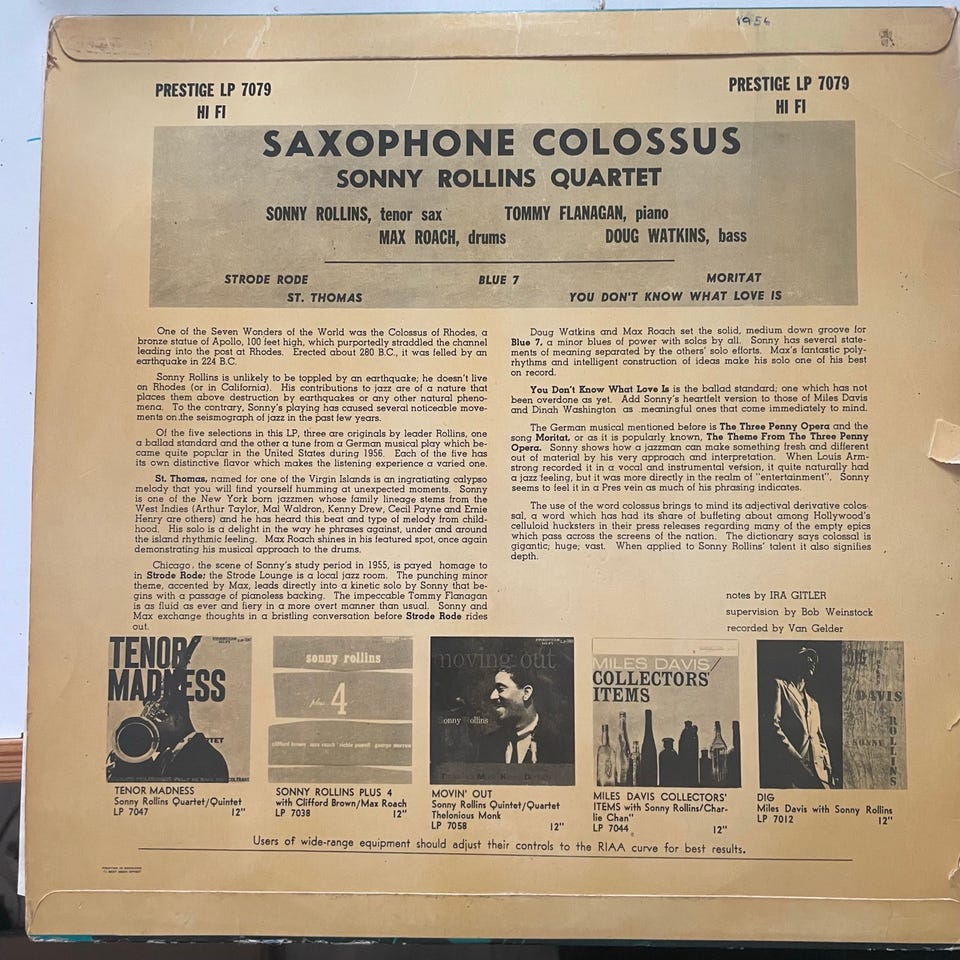 1956
PRESTIGE LP 7079
HI FI
PRESTIGE LP 7079
HI FI
SAXOPHONE COLOSSUS
SONNY ROLLINS QUARTET
SONNY ROLLINS, tenor sax TOMMY FLANAGAN, piano
MAX ROACH, drums DOUG WATKINS, bass
STRODE RODE BLUE 7 MORITAT
ST. THOMAS YOU DON'T KNOW WHAT LOVE IS
One of the Seven Wonders of the World was the Colossus of Rhodes, a
bronze statue of Apollo, 100 feet high, which purportedly straddled the channel
leading into the post at Rhodes. Erected about 280 B.C., it was felled by an
earthquake in 224 B.C.
Sonny Rollins is unlikely to be toppled by an earthquake; he doesn't live
on Rhodes (or in California). His contributions to jazz are of a nature that
places them above destruction by earthquakes or any other natural pheno-
mena. To the contrary, Sonny's playing has caused several noticeable move-
ments on the seismograph of jazz in the past few years.
Of the five selections in this LP, three are originals by leader Rollins, one
a ballad standard and the other a tune from a German musical play which be-
came quite popular in the United States during 1956. Each of the five has
its own distinctive flavor which makes the listening experience a varied one.
St. Thomas, named for one of the Virgin Islands is an ingratiating calypso
melody that you will find yourself humming at unexpected moments. Sonny
is one of the New York born jazzmen whose family lineage stems from the
West Indies (Arthur Taylor, Mal Waldron, Kenny Drew, Cecil Payne and Ernie
Henry are others) and he has heard this beat and type of melody from child-
hood. His solo is a delight in the way he phrases against, under and around
the island rhythmic feeling. Max Roach shines in his featured spot, once again
demonstrating his musical approach to the drums.
Chicago, the scene of Sonny's study period in 1955, is payed homage to
in Strode Rode; the Strode Lounge is a local jazz room. The punching minor
theme, accented by Max, leads directly into a kinetic solo by Sonny that be-
gins with a passage of pianoless backing. The impeccable Tommy Flanagan
is as fluid as ever and fiery in a more overt manner than usual. Sonny and
Max exchange thoughts in a bristling conversation before Strode Rode rides
out.
Doug Watkins and Max Roach set the solid, medium down groove for
Blue 7, a minor blues of power with solos by all. Sonny has several state-
ments of meaning separated by the others' solo efforts. Max's fantastic poly-
rhythms and intelligent construction of ideas make his solo one of his best
on record.
You Don't Know What Love Is is the ballad standard; one which has not
been overdone as yet. Add Sonny's heartelt version to those of Miles Davis
and Dinah Washington as meaningful ones that come immediately to mind.
The German musical mentioned before is The Three Penny Opera and the
song Moritat, or as it is popularly known, The Theme From The Three Penny
Opera. Sonny shows how a jazzman can make something fresh and different
out of material by his very approach and interpretation. When Louis Arm-
strong recorded it in a vocal and instrumental version, it quite naturally had
a jazz feeling, but it was more directly in the realm of "entertainment". Sonny
seems to feel it in a Pres vein as much of his phrasing indicates.
The use of the word colossus brings to mind its adjectival derivative colos-
sal, a word which has had its share of buffeting about among Hollywood's
celluloid hucksters in their press releases regarding many of the empty epics
which pass across the screens of the nation. The dictionary says colossal is
gigantic; huge; vast. When applied to Sonny Rollins' talent it also signifies
depth.
notes by IRA GITLER
supervision by Bob Weinstock
recorded by Van Gelder
TENOR
MADNESS
sonny rollins
plus 4
clifford brown max roach richie powell george morrow
moving out
sonny rollins
MILES DAVIS/
COLLECTORS'
ITEMS
DIG
DAVIS
SONNY
ROLLINS
TENOR MADNESS
Sonny Rollins Quartet/Quintet
LP 7047 12"
SONNY ROLLINS PLUS 4
with Clifford Brown/Max Roach
LP 7038 12"
MOVIN' OUT
Sonny Rollins Quintet/Quartet
Thelonious Monk
LP 7058 12"
MILES DAVIS COLLECTORS'
ITEMS with Sonny Rollins/Char-
lie Chan"
LP 7044 12"
DIG
Miles Davis with Sonny Rollins
LP 7012 12"
Users of wide-range equipment should adjust their controls to the RIAA curve for best results.